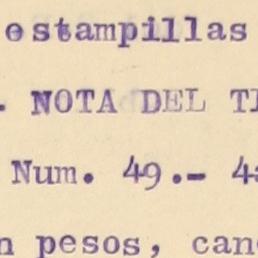 estampillas
. NOTA DEL T
Num. 49.- 4
n pesos, can